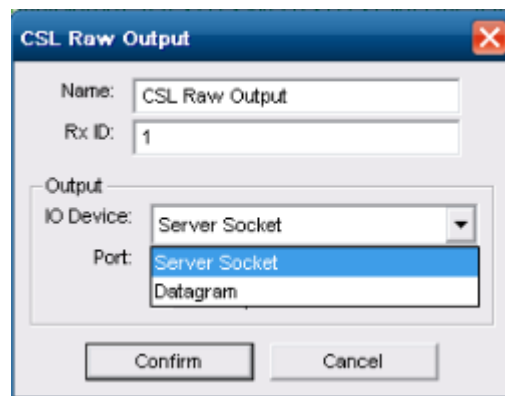 CSL Raw Output
Name: CSL Raw Output
Rx ID: 1
Output
IO Device: Server Socket
Port: Server Socket
Datagram
Confirm Cancel